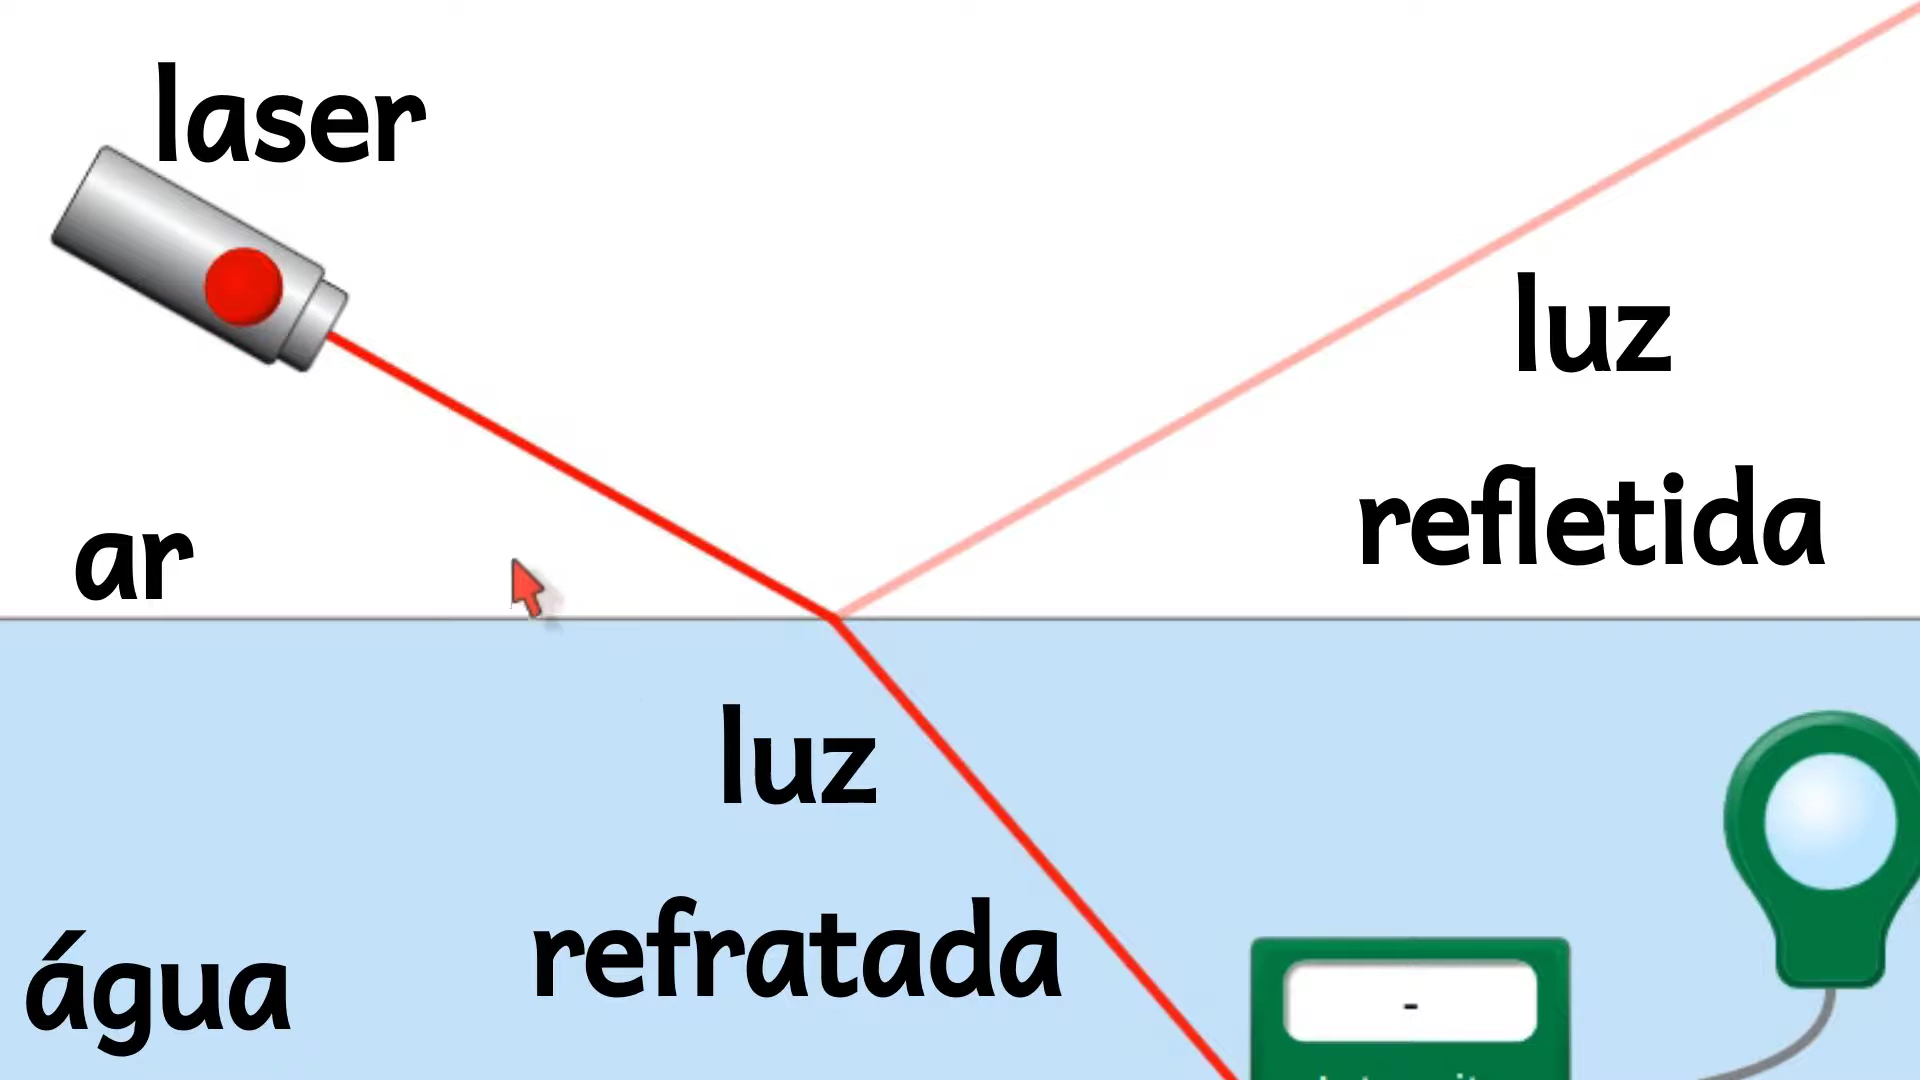 laser
luz
refletida
ar
luz
refratada
água
-